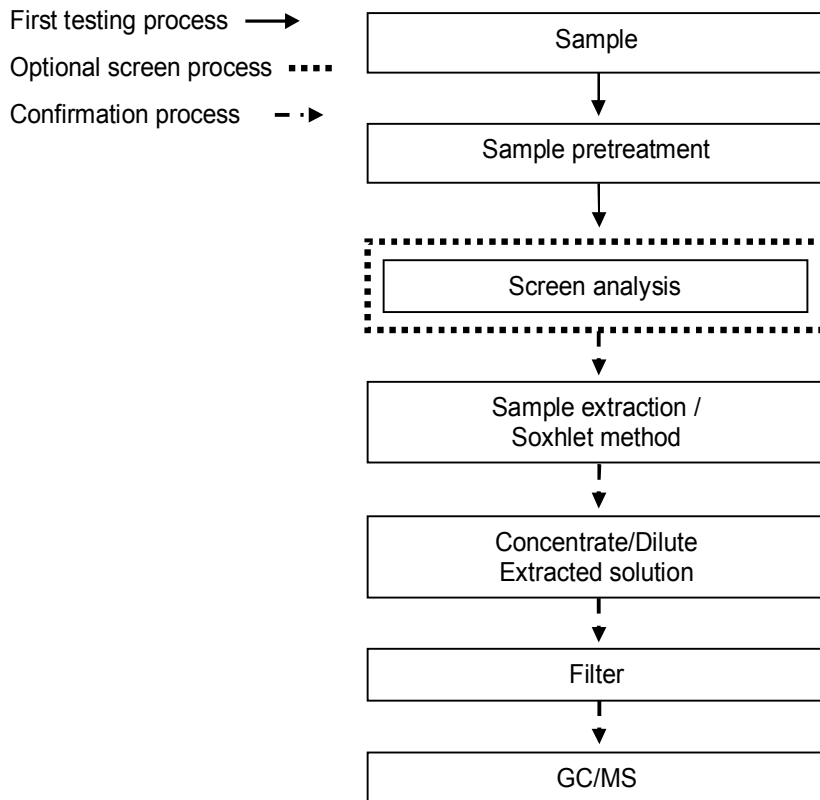 First testing process
Optional screen process
Confirmation process
Sample
Sample pretreatment
Screen analysis
Sample extraction /
Soxhlet method
Concentrate/Dilute
Extracted solution
Filter
GC/MS